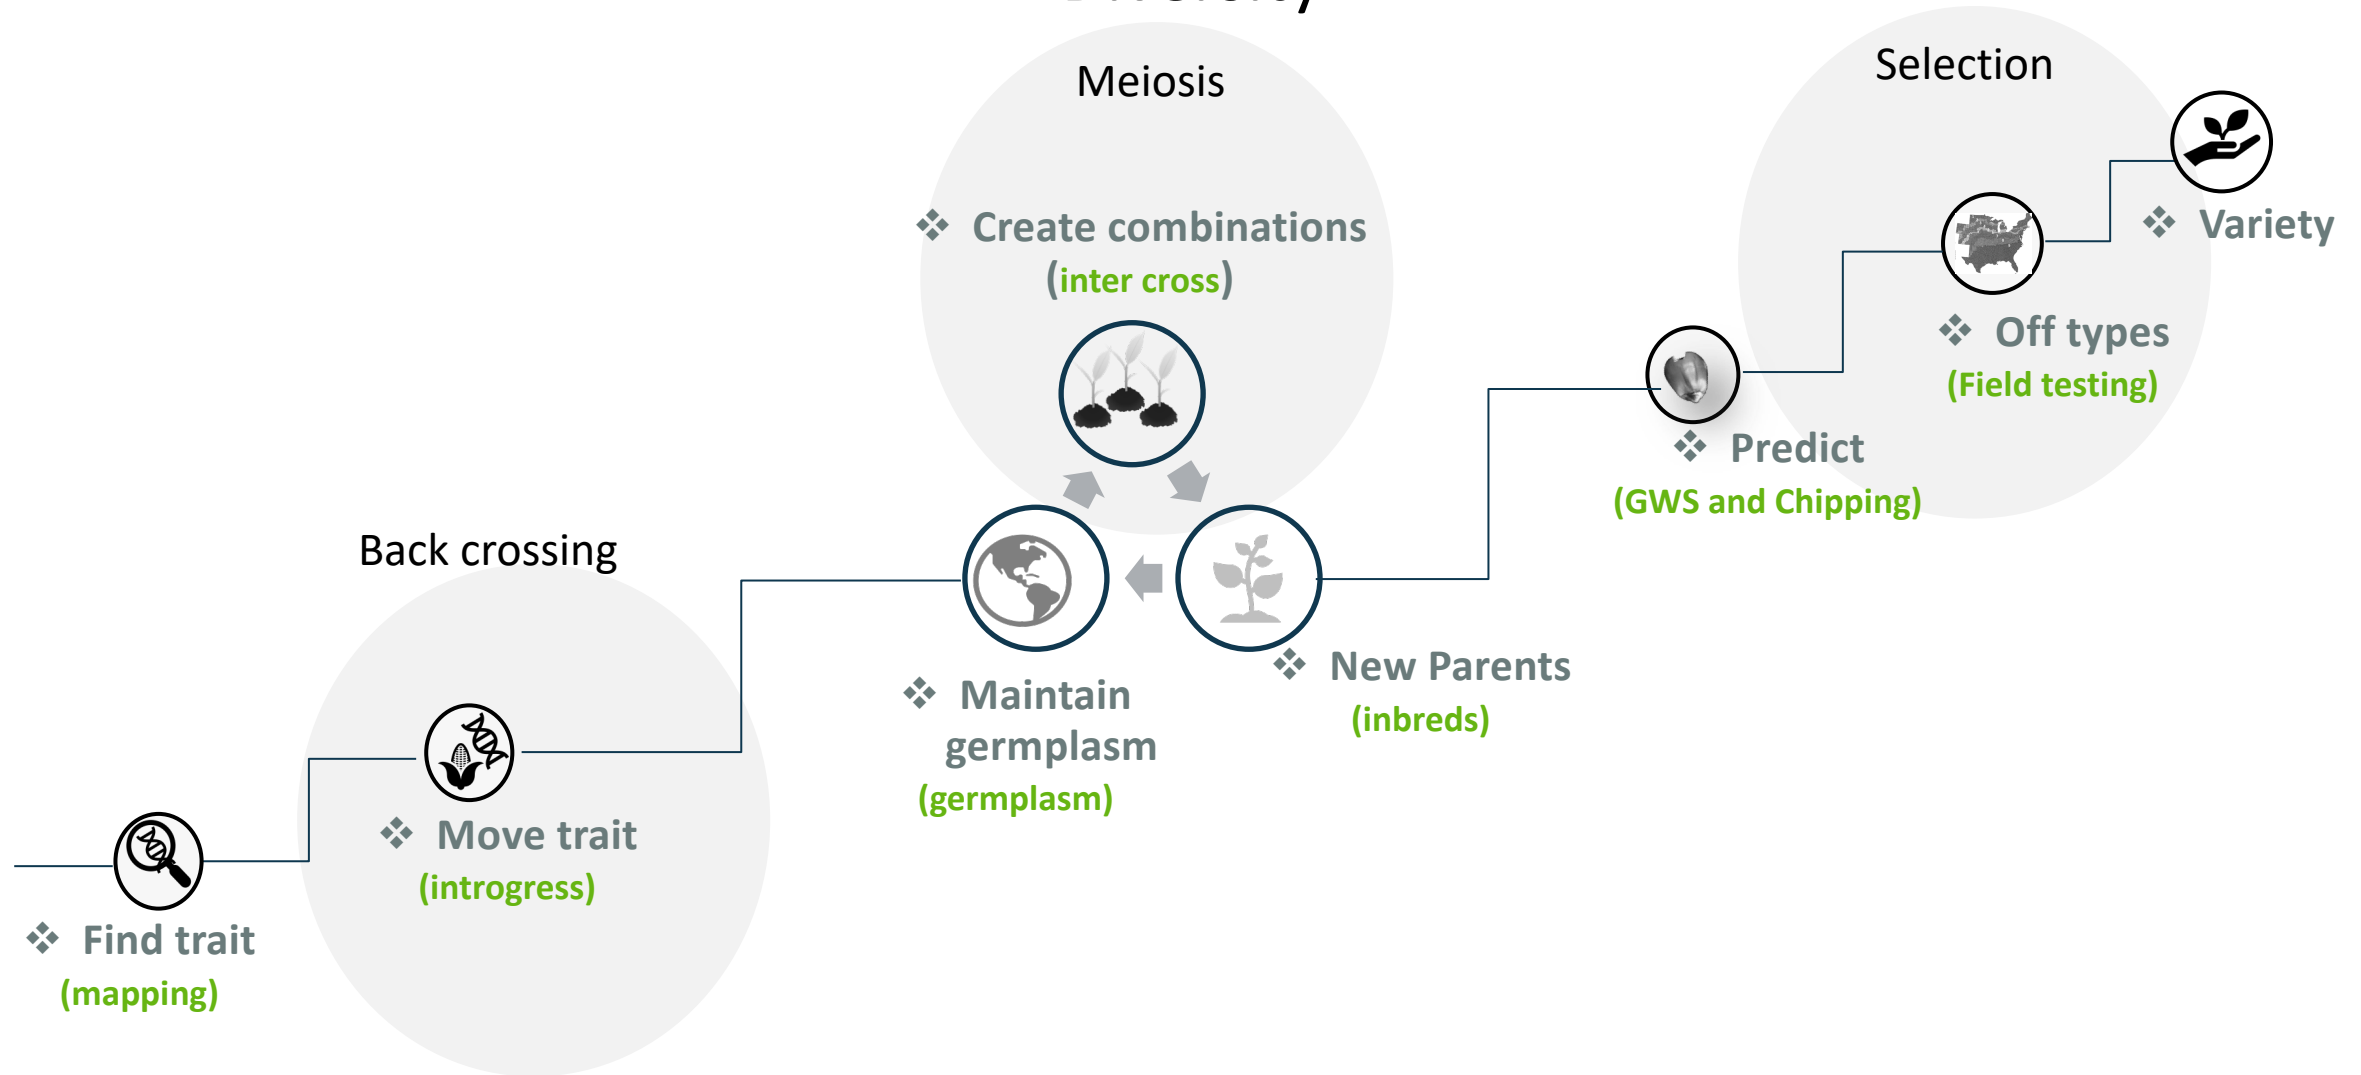 Meiosis
Selection
❖ Create combinations
(inter cross)
❖ Variety
❖ Off types
(Field testing)
❖ Predict
(GWS and Chipping)
Back crossing
❖ New Parents
(inbreds)
❖ Maintain
germplasm
(germplasm)
❖ Move trait
(introgress)
❖ Find trait
(mapping)